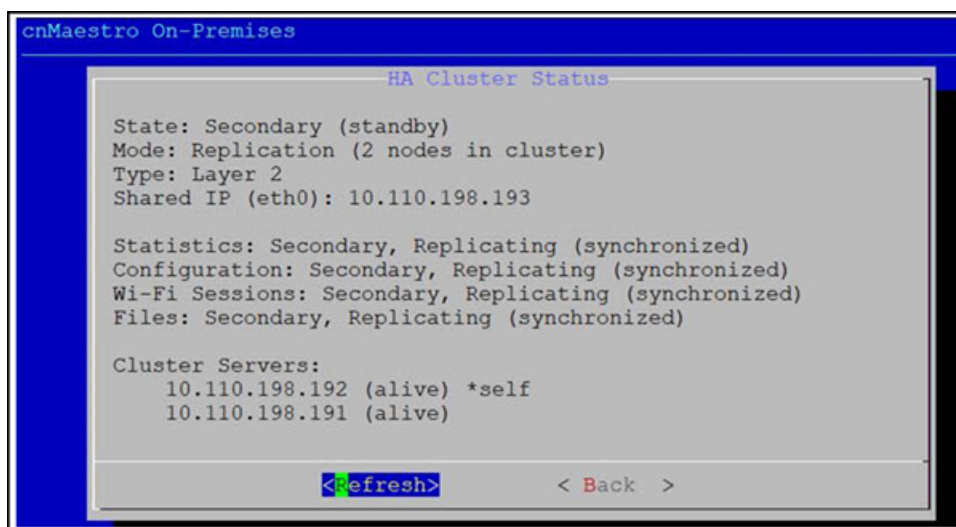 cnMaestro On-Premises
HA Cluster Status
State: Secondary (standby)
Mode: Replication (2 nodes in cluster)
Type: Layer 2
Shared IP (eth0): 10.110.198.193
Statistics: Secondary, Replicating (synchronized)
Configuration: Secondary, Replicating (synchronized)
Wi-Fi Sessions: Secondary, Replicating (synchronized)
Files: Secondary, Replicating (synchronized)
Cluster Servers:
10.110.198.192 (alive) *self
10.110.198.191 (alive)
<Refresh> < Back >